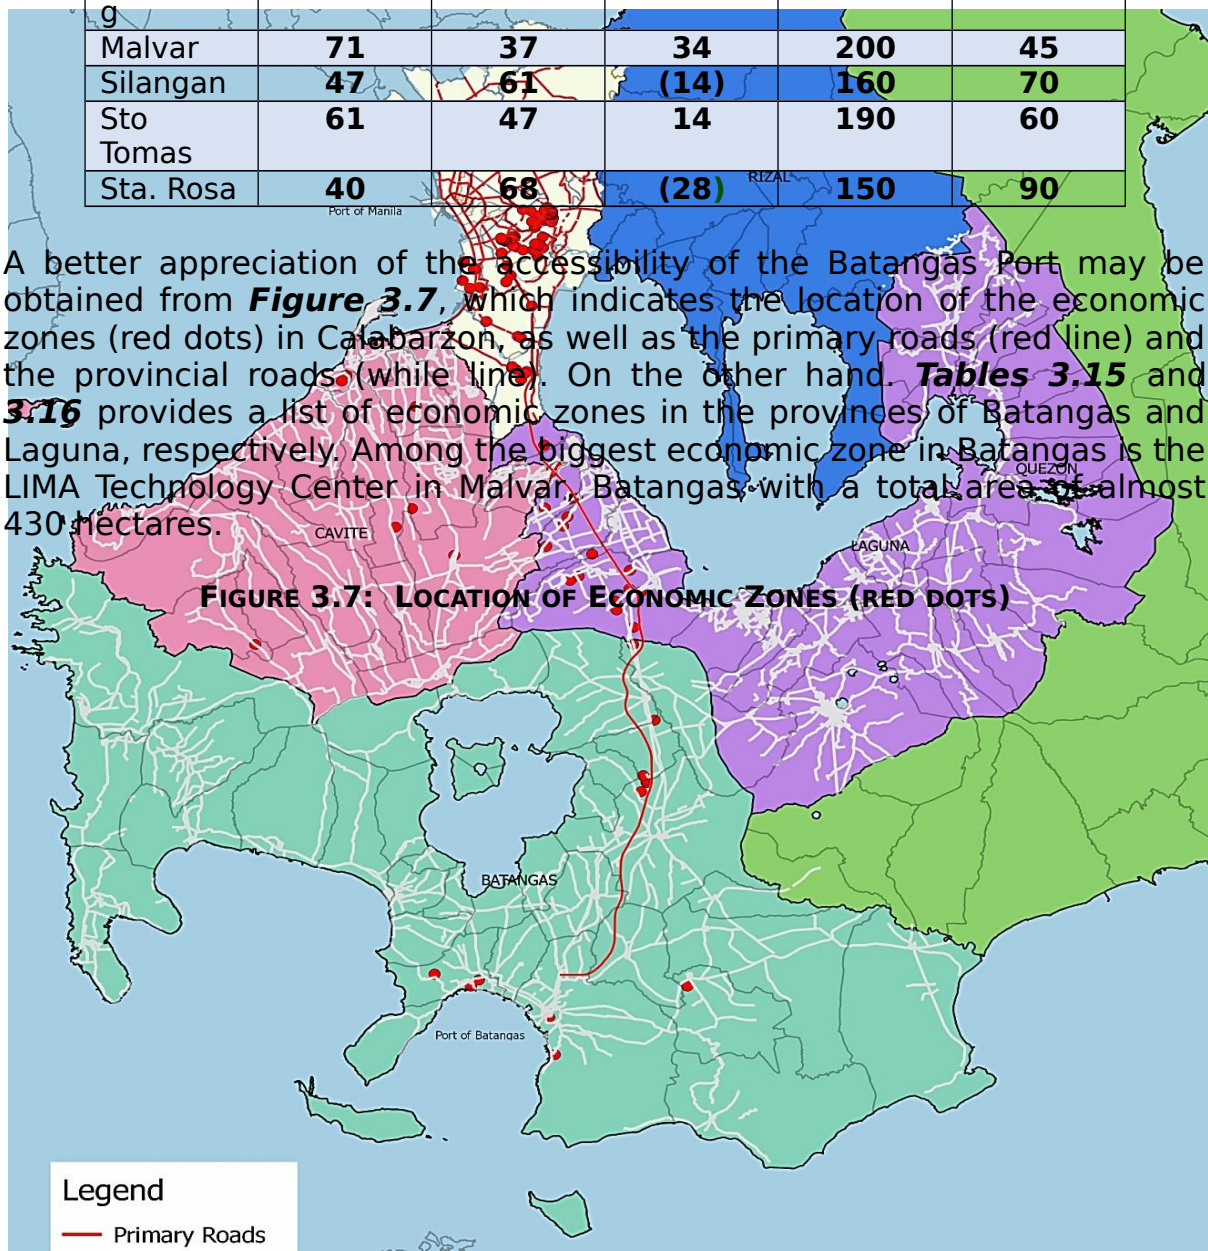 g
Malvar 71 37 34 200 45
Silangan 47 61 (14) 160 70
Sto 61 47 14 190 60
Tomas
Sta. Rosa 40 68 (28) 150 90
RIZAL
Port of Manila
A better appreciation of the accessibility of the Batangas Port may be
obtained from Figure 3.7, which indicates the location of the economic
zones (red dots) in Calabarzon, as well as the primary roads (red line) and
the provincial roads (while line). On the other hand. Tables 3.15 and
3.16 provides a list of economic zones in the provinces of Batangas and
Laguna, respectively. Among the biggest economic zone in Batangas is the
QUEZON
LIMA Technology Center in Malvar, Batangas with a total area of almost
430 hectares.
CAVITE
LAGUNA
FIGURE 3.7: LOCATION OF ECONOMIC ZONES (RED DOTS)
BATANGAS
Port of Batangas
Legend
Primary Roads